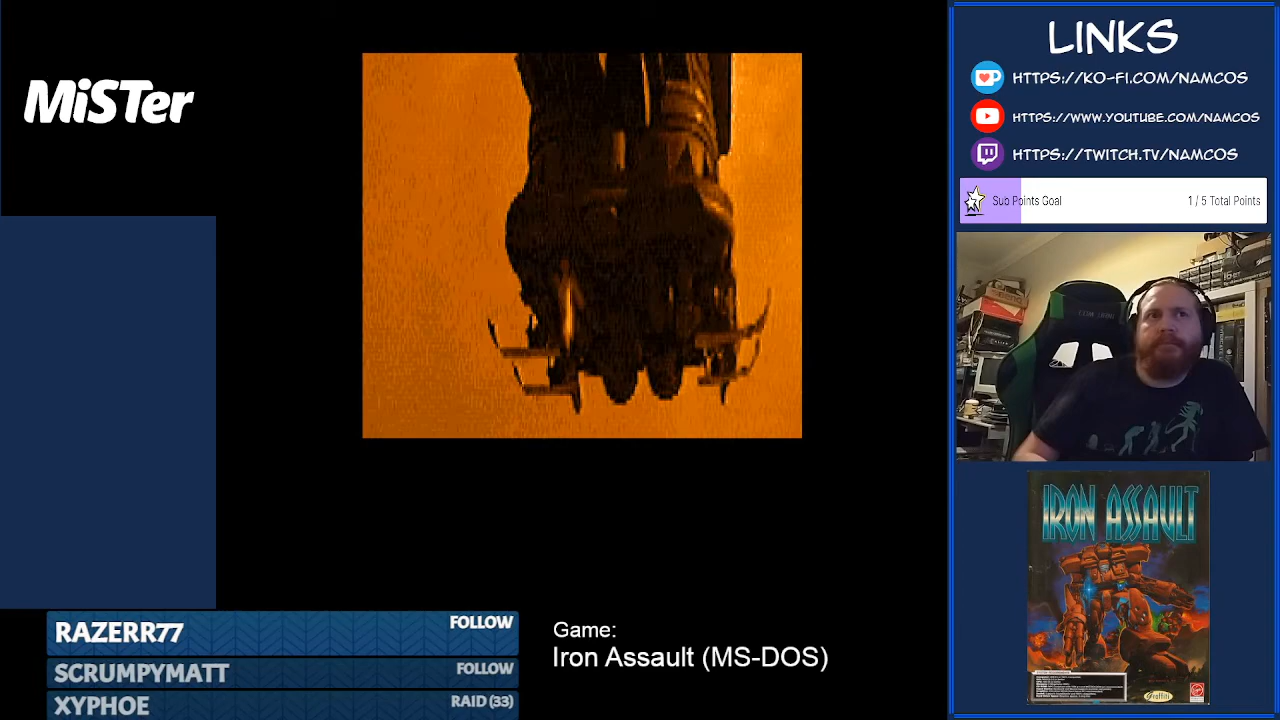 MiSTer
LINKS
HTTPS://KO-FI.COM/NAMCOS
HTTPS://WWW.YOUTUBE.COM/NAMCOS
HTTPS://TWITCH.TV/NAMCOS
Sub Points Goal
1 / 5 Total Points
IRON ASSAULT
Graffiti
RAZERR77
FOLLOW
SCRUMPYMATT
FOLLOW
XYPHOE
RAID (33)
Game:
Iron Assault (MS-DOS)